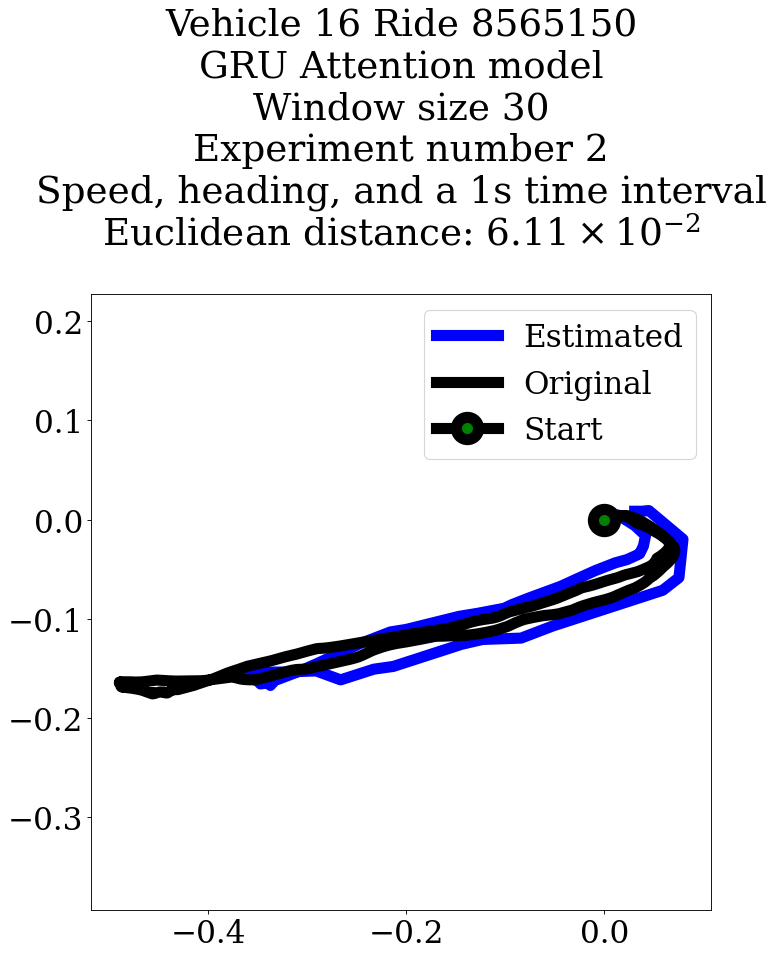 Vehicle 16 Ride 8565150
GRU Attention model
Window size 30
Experiment number 2
Speed, heading, and a 1s time interval
Euclidean distance: 6.11 × 10⁻²
Estimated
Original
Start
0.2
0.1
0.0
−0.1
−0.2
−0.3
−0.4
−0.2
0.0